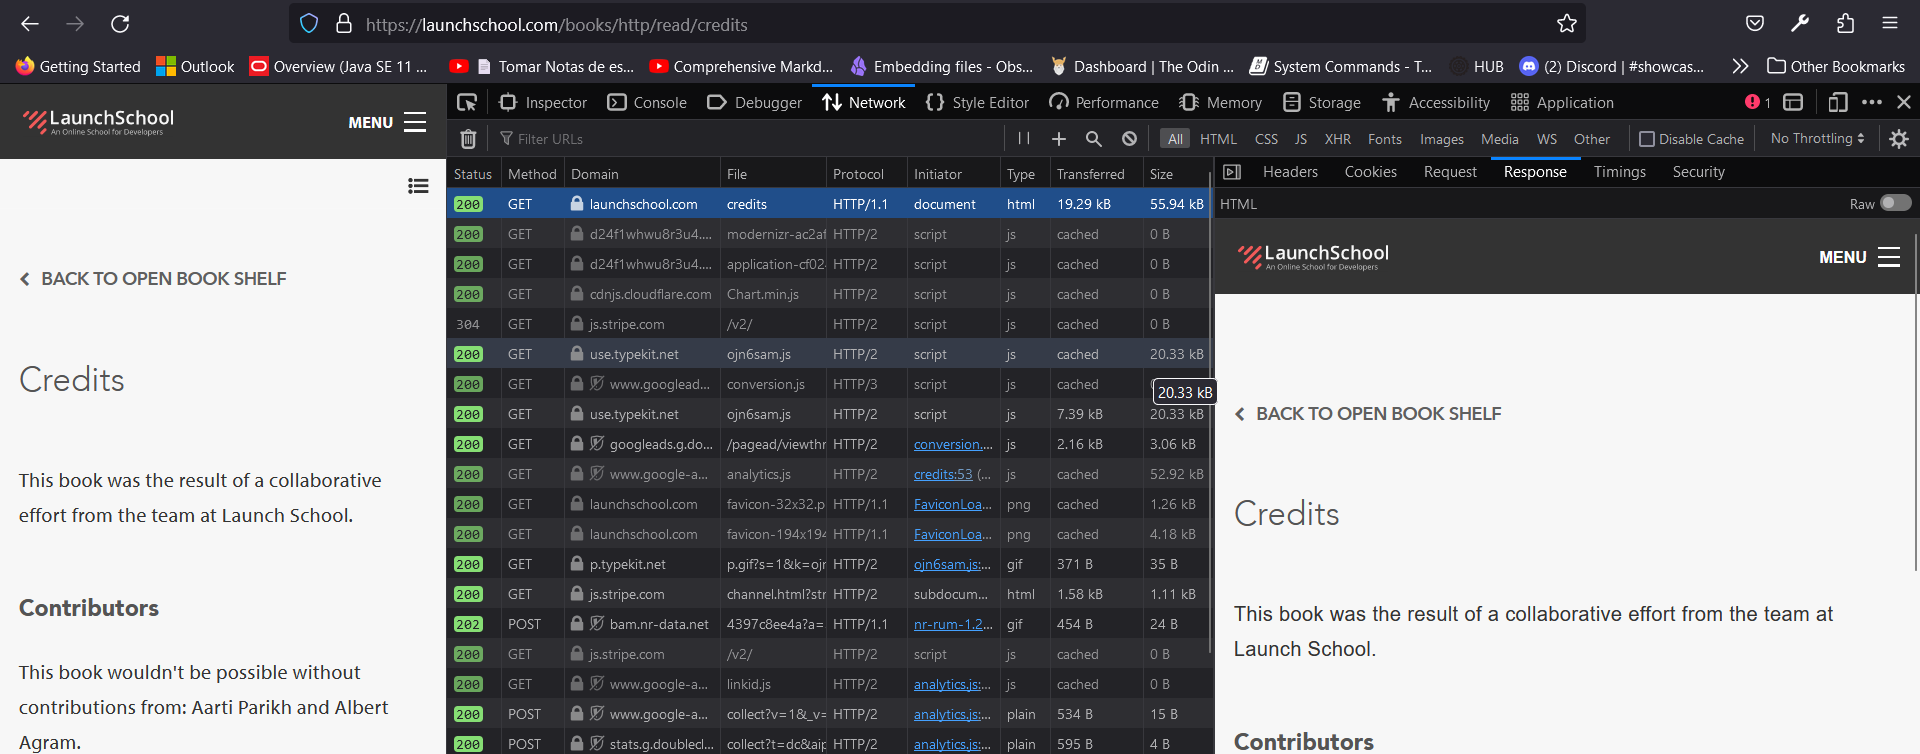 https://launchschool.com/books/http/read/credits
Getting Started Outlook Overview (Java SE 11 ... Tomar Notas de es... Comprehensive Markd... Embedding files - Obs... Dashboard | The Odin ... System Commands - T... HUB (2) Discord | #showcas... Other Bookmarks
LaunchSchool
An Online School for Developers
MENU
BACK TO OPEN BOOK SHELF
Credits
This book was the result of a collaborative
effort from the team at Launch School.
Contributors
This book wouldn't be possible without
contributions from: Aarti Parikh and Albert
Agram.
Inspector Console Debugger Network Style Editor Performance Memory Storage Accessibility Application 1
Filter URLs All HTML CSS JS XHR Fonts Images Media WS Other Disable Cache No Throttling
Status Method Domain File Protocol Initiator Type Transferred Size
200 GET launchschool.com credits HTTP/1.1 document html 19.29 kB 55.94 kB
200 GET d24f1whwu8r3u4.... modernizr-ac2af HTTP/2 script js cached 0 B
200 GET d24f1whwu8r3u4.... application-cf02 HTTP/2 script js cached 0 B
200 GET cdnjs.cloudflare.com Chart.min.js HTTP/2 script js cached 0 B
304 GET js.stripe.com /v2/ HTTP/2 script js cached 0 B
200 GET use.typekit.net ojn6sam.js HTTP/2 script js cached 20.33 kB
200 GET www.googlead... conversion.js HTTP/3 script js cached
20.33 kB
200 GET use.typekit.net ojn6sam.js HTTP/2 script js 7.39 kB 20.33 kB
200 GET googleads.g.do... /pagead/viewthr HTTP/2 conversion.... js 2.16 kB 3.06 kB
200 GET www.google-a... analytics.js HTTP/2 credits:53 (... js cached 52.92 kB
200 GET launchschool.com favicon-32x32.p HTTP/1.1 FaviconLoa... png cached 1.26 kB
200 GET launchschool.com favicon-194x194 HTTP/1.1 FaviconLoa... png cached 4.18 kB
200 GET p.typekit.net p.gif?s=1&k=ojn HTTP/2 ojn6sam.js:... gif 371 B 35 B
200 GET js.stripe.com channel.html?str HTTP/2 subdocum... html 1.58 kB 1.11 kB
202 POST bam.nr-data.net 4397c8ee4a?a= HTTP/1.1 nr-rum-1.2... gif 454 B 24 B
200 GET js.stripe.com /v2/ HTTP/2 script js cached 0 B
200 GET www.google-a... linkid.js HTTP/2 analytics.js:... js cached 0 B
200 POST www.google-a... collect?v=1&_v= HTTP/2 analytics.js:... plain 534 B 15 B
200 POST stats.g.doublecl... collect?t=dc&aip HTTP/2 analytics.js:... plain 595 B 4 B
Headers Cookies Request Response Timings Security
HTML Raw
LaunchSchool
An Online School for Developers
MENU
BACK TO OPEN BOOK SHELF
Credits
This book was the result of a collaborative effort from the team at
Launch School.
Contributors